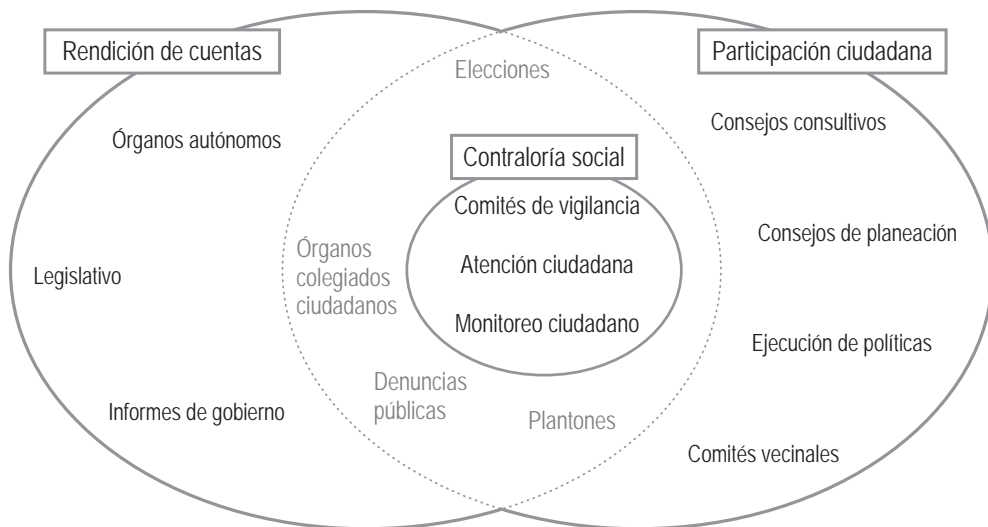 Rendición de cuentas
Participación ciudadana
Elecciones
Órganos autónomos
Consejos consultivos
Contraloría social
Comités de vigilancia
Atención ciudadana
Monitoreo ciudadano
Órganos
colegiados
ciudadanos
Legislativo
Consejos de planeación
Ejecución de políticas
Denuncias
públicas
Plantones
Informes de gobierno
Comités vecinales